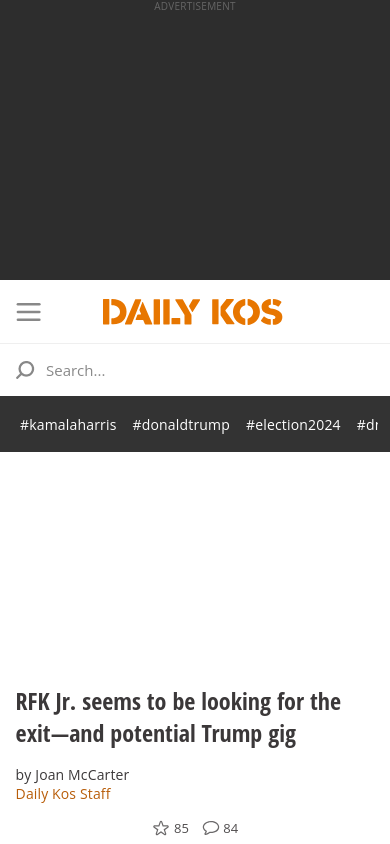 ADVERTISEMENT
DAILY KOS
Search...
#kamalaharris #donaldtrump #election2024
RFK Jr. seems to be looking for the
exit—and potential Trump gig
by Joan McCarter
Daily Kos Staff
85 84